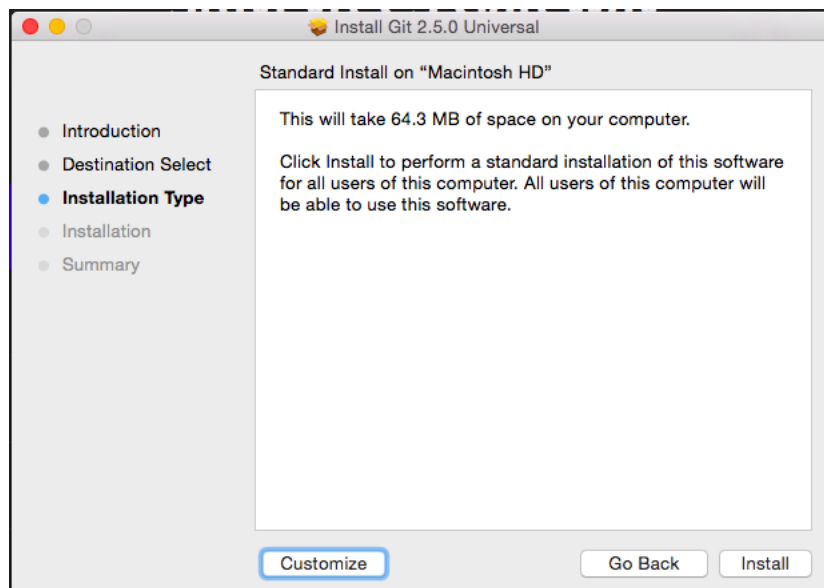 Install Git 2.5.0 Universal
Standard Install on “Macintosh HD”
Introduction
Destination Select
Installation Type
Installation
Summary
This will take 64.3 MB of space on your computer.
Click Install to perform a standard installation of this software
for all users of this computer. All users of this computer will
be able to use this software.
Customize
Go Back
Install